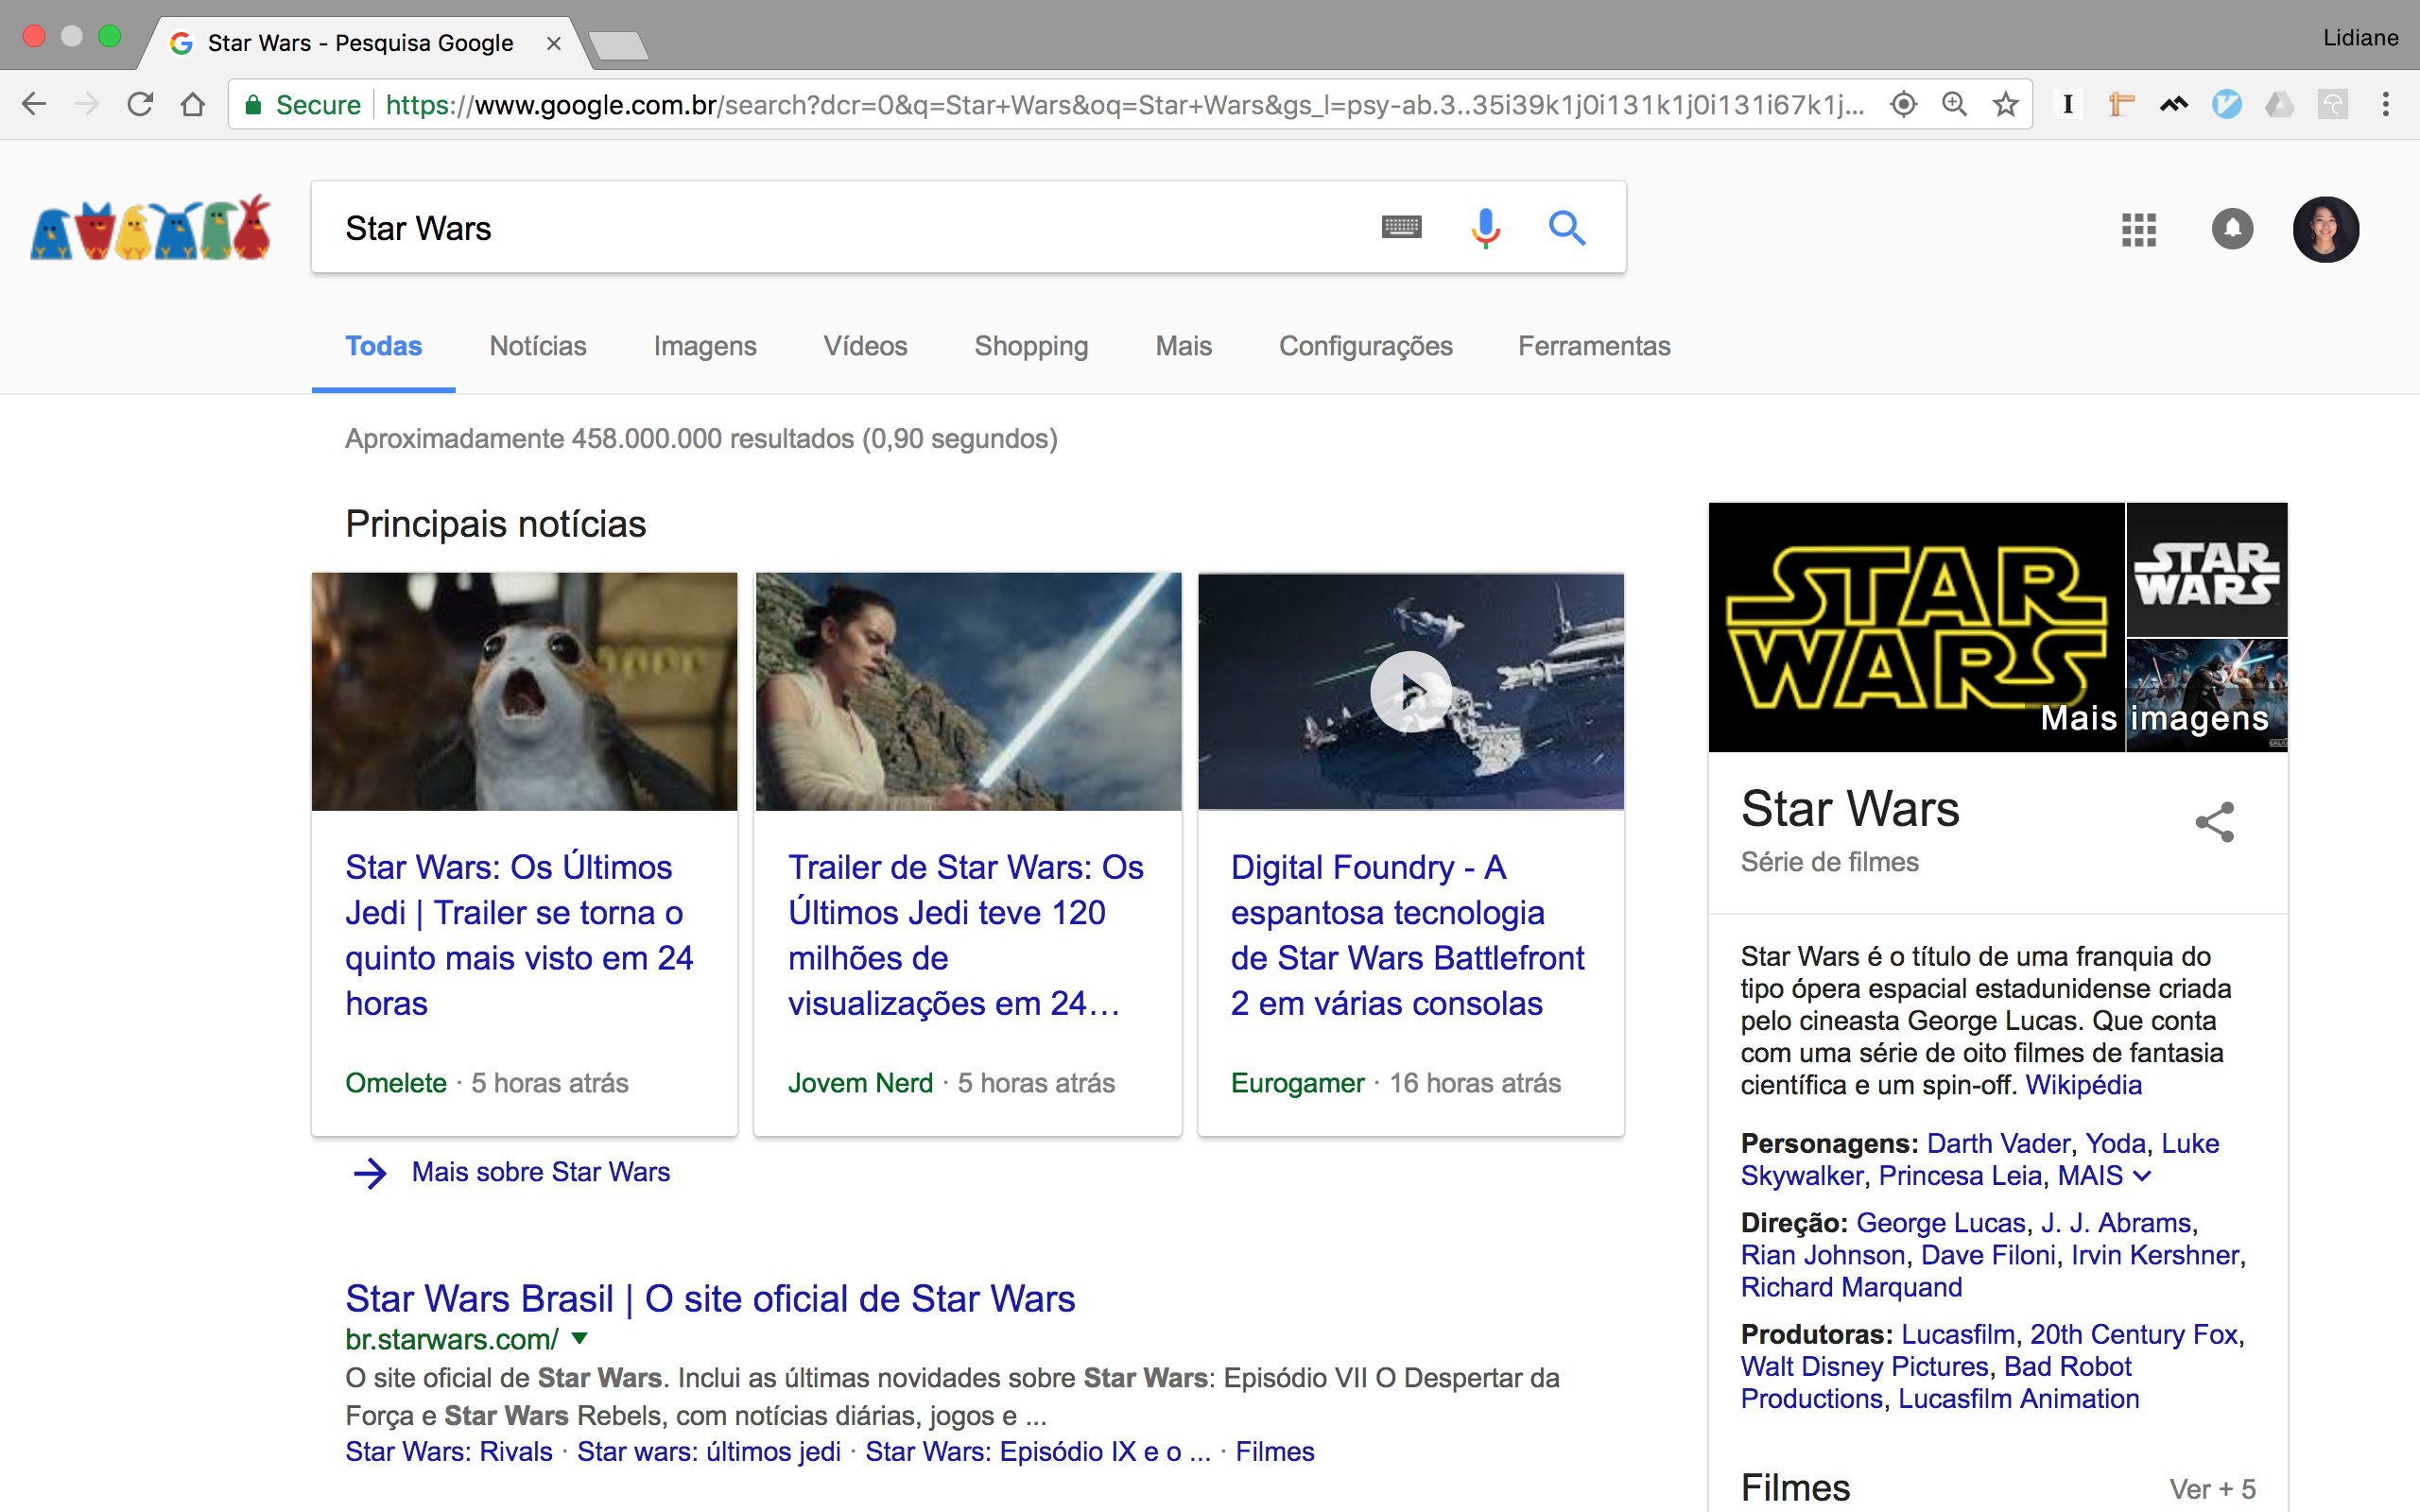 Star Wars - Pesquisa Google
Lidiane
Secure
https://www.google.com.br/search?dcr=0&q=Star+Wars&oq=Star+Wars&gs_l=psy-ab.3..35i39k1j0i131k1j0i131i67k1j...
Star Wars
Todas
Notícias
Imagens
Vídeos
Shopping
Mais
Configurações
Ferramentas
Aproximadamente 458.000.000 resultados (0,90 segundos)
Principais notícias
Star Wars: Os Últimos
Jedi | Trailer se torna o
quinto mais visto em 24
horas
Omelete · 5 horas atrás
Trailer de Star Wars: Os
Últimos Jedi teve 120
milhões de
visualizações em 24…
Jovem Nerd · 5 horas atrás
Digital Foundry - A
espantosa tecnologia
de Star Wars Battlefront
2 em várias consolas
Eurogamer · 16 horas atrás
Mais sobre Star Wars
Star Wars Brasil | O site oficial de Star Wars
br.starwars.com/
O site oficial de Star Wars. Inclui as últimas novidades sobre Star Wars: Episódio VII O Despertar da
Força e Star Wars Rebels, com notícias diárias, jogos e ...
Star Wars: Rivals · Star wars: últimos jedi · Star Wars: Episódio IX e o ... · Filmes
STAR
WARS
STAR
WARS
Mais imagens
Star Wars
Série de filmes
Star Wars é o título de uma franquia do
tipo ópera espacial estadunidense criada
pelo cineasta George Lucas. Que conta
com uma série de oito filmes de fantasia
científica e um spin-off. Wikipédia
Personagens: Darth Vader, Yoda, Luke
Skywalker, Princesa Leia, MAIS
Direção: George Lucas, J. J. Abrams,
Rian Johnson, Dave Filoni, Irvin Kershner,
Richard Marquand
Produtoras: Lucasfilm, 20th Century Fox,
Walt Disney Pictures, Bad Robot
Productions, Lucasfilm Animation
Filmes
Ver + 5